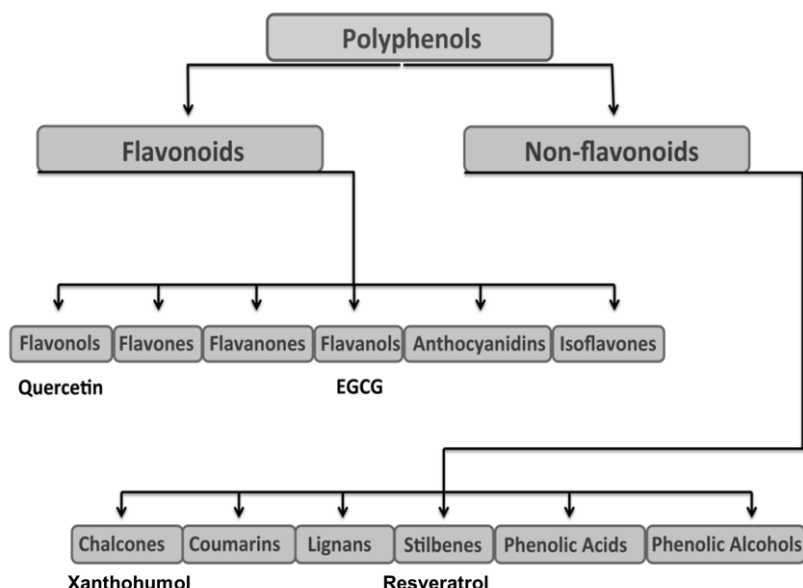 Polyphenols
Flavonoids Non-flavonoids
Flavonols Flavones Flavanones Flavanols Anthocyanidins Isoflavones
Quercetin EGCG
Chalcones Coumarins Lignans Stilbenes Phenolic Acids Phenolic Alcohols
Xanthohumol Resveratrol